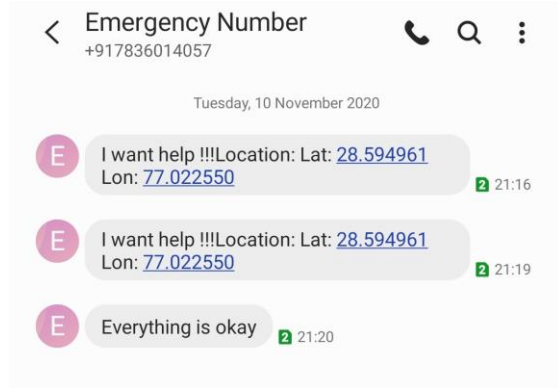 Emergency Number
+917836014057
Tuesday, 10 November 2020
E
I want help !!!Location: Lat: 28.594961
Lon: 77.022550
2 21:16
E
I want help !!!Location: Lat: 28.594961
Lon: 77.022550
2 21:19
E
Everything is okay
2 21:20